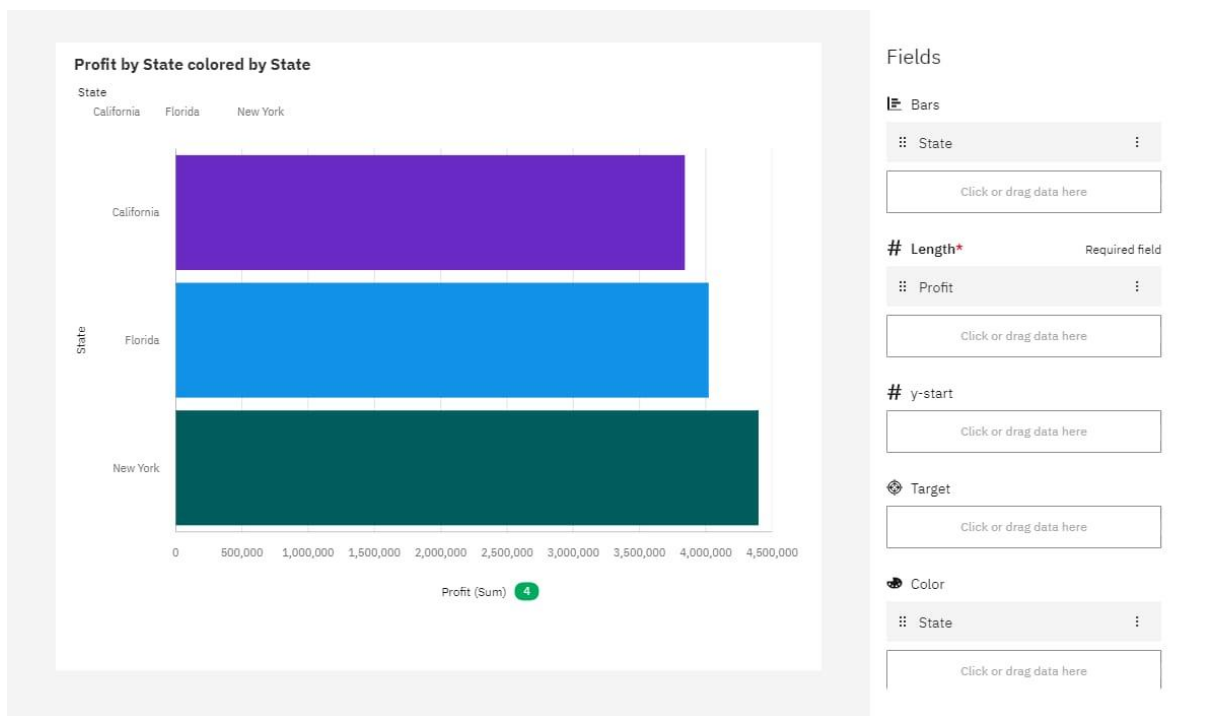 Profit by State colored by State
State
California Florida New York
California
Florida
New York
State
0 500,000 1,000,000 1,500,000 2,000,000 2,500,000 3,000,000 3,500,000 4,000,000 4,500,000
Profit (Sum) 4
Fields
Bars
State
Click or drag data here
# Length* Required field
Profit
Click or drag data here
# y-start
Click or drag data here
Target
Click or drag data here
Color
State
Click or drag data here